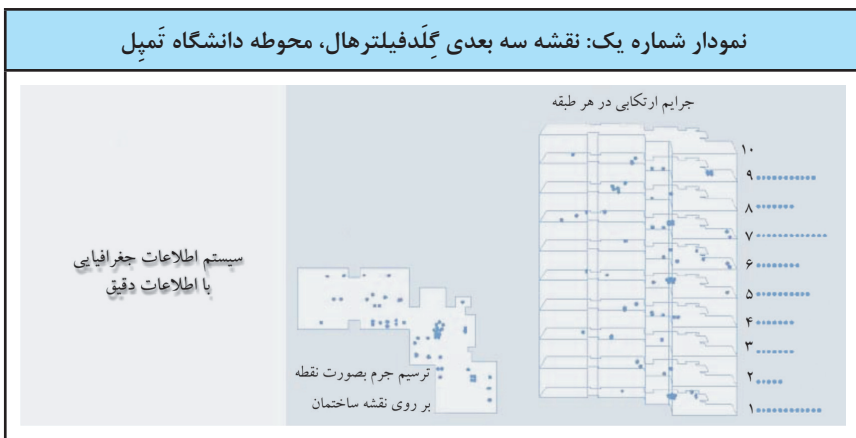 نمودار شماره یک: نقشه سه بعدی گِلَدفیلترهال، محوطه دانشگاه تَمپِل
جرایم ارتکابی در هر طبقه
۱۰
۹
۸
۷
۶
۵
۴
۳
۲
۱
سیستم اطلاعات جغرافیایی
با اطلاعات دقیق
ترسیم جرم بصورت نقطه
بر روی نقشه ساختمان